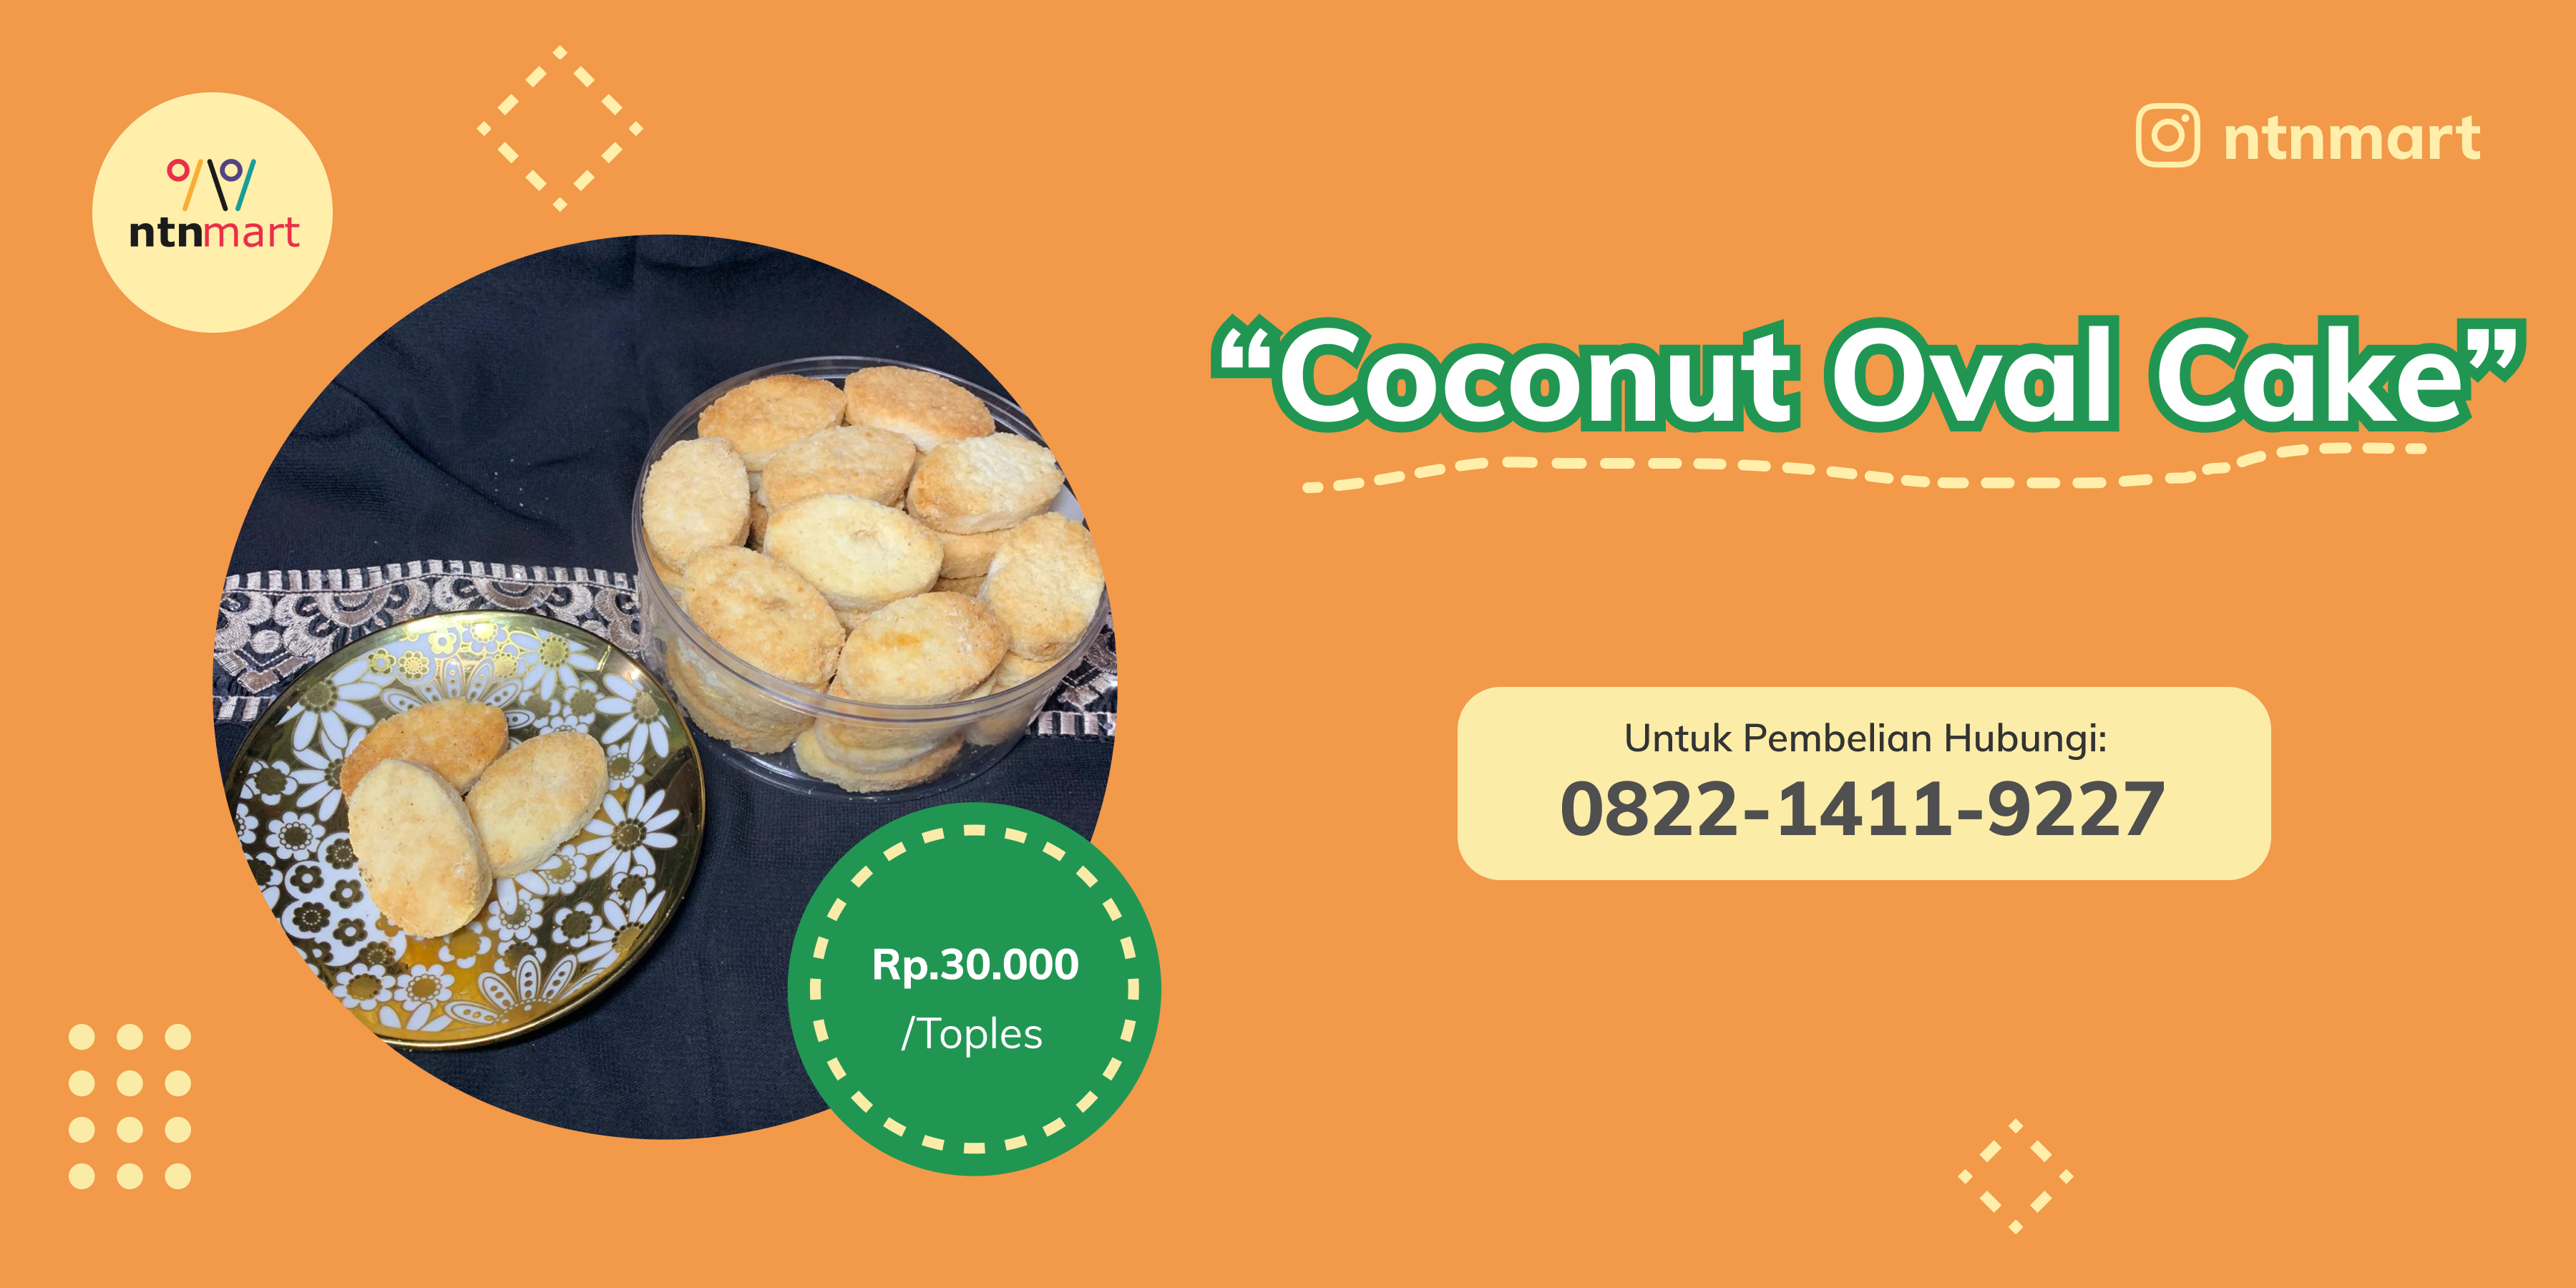 ntnmart
ntnmart
“Coconut Oval Cake”
Untuk Pembelian Hubungi:
0822-1411-9227
Rp.30.000
/Toples